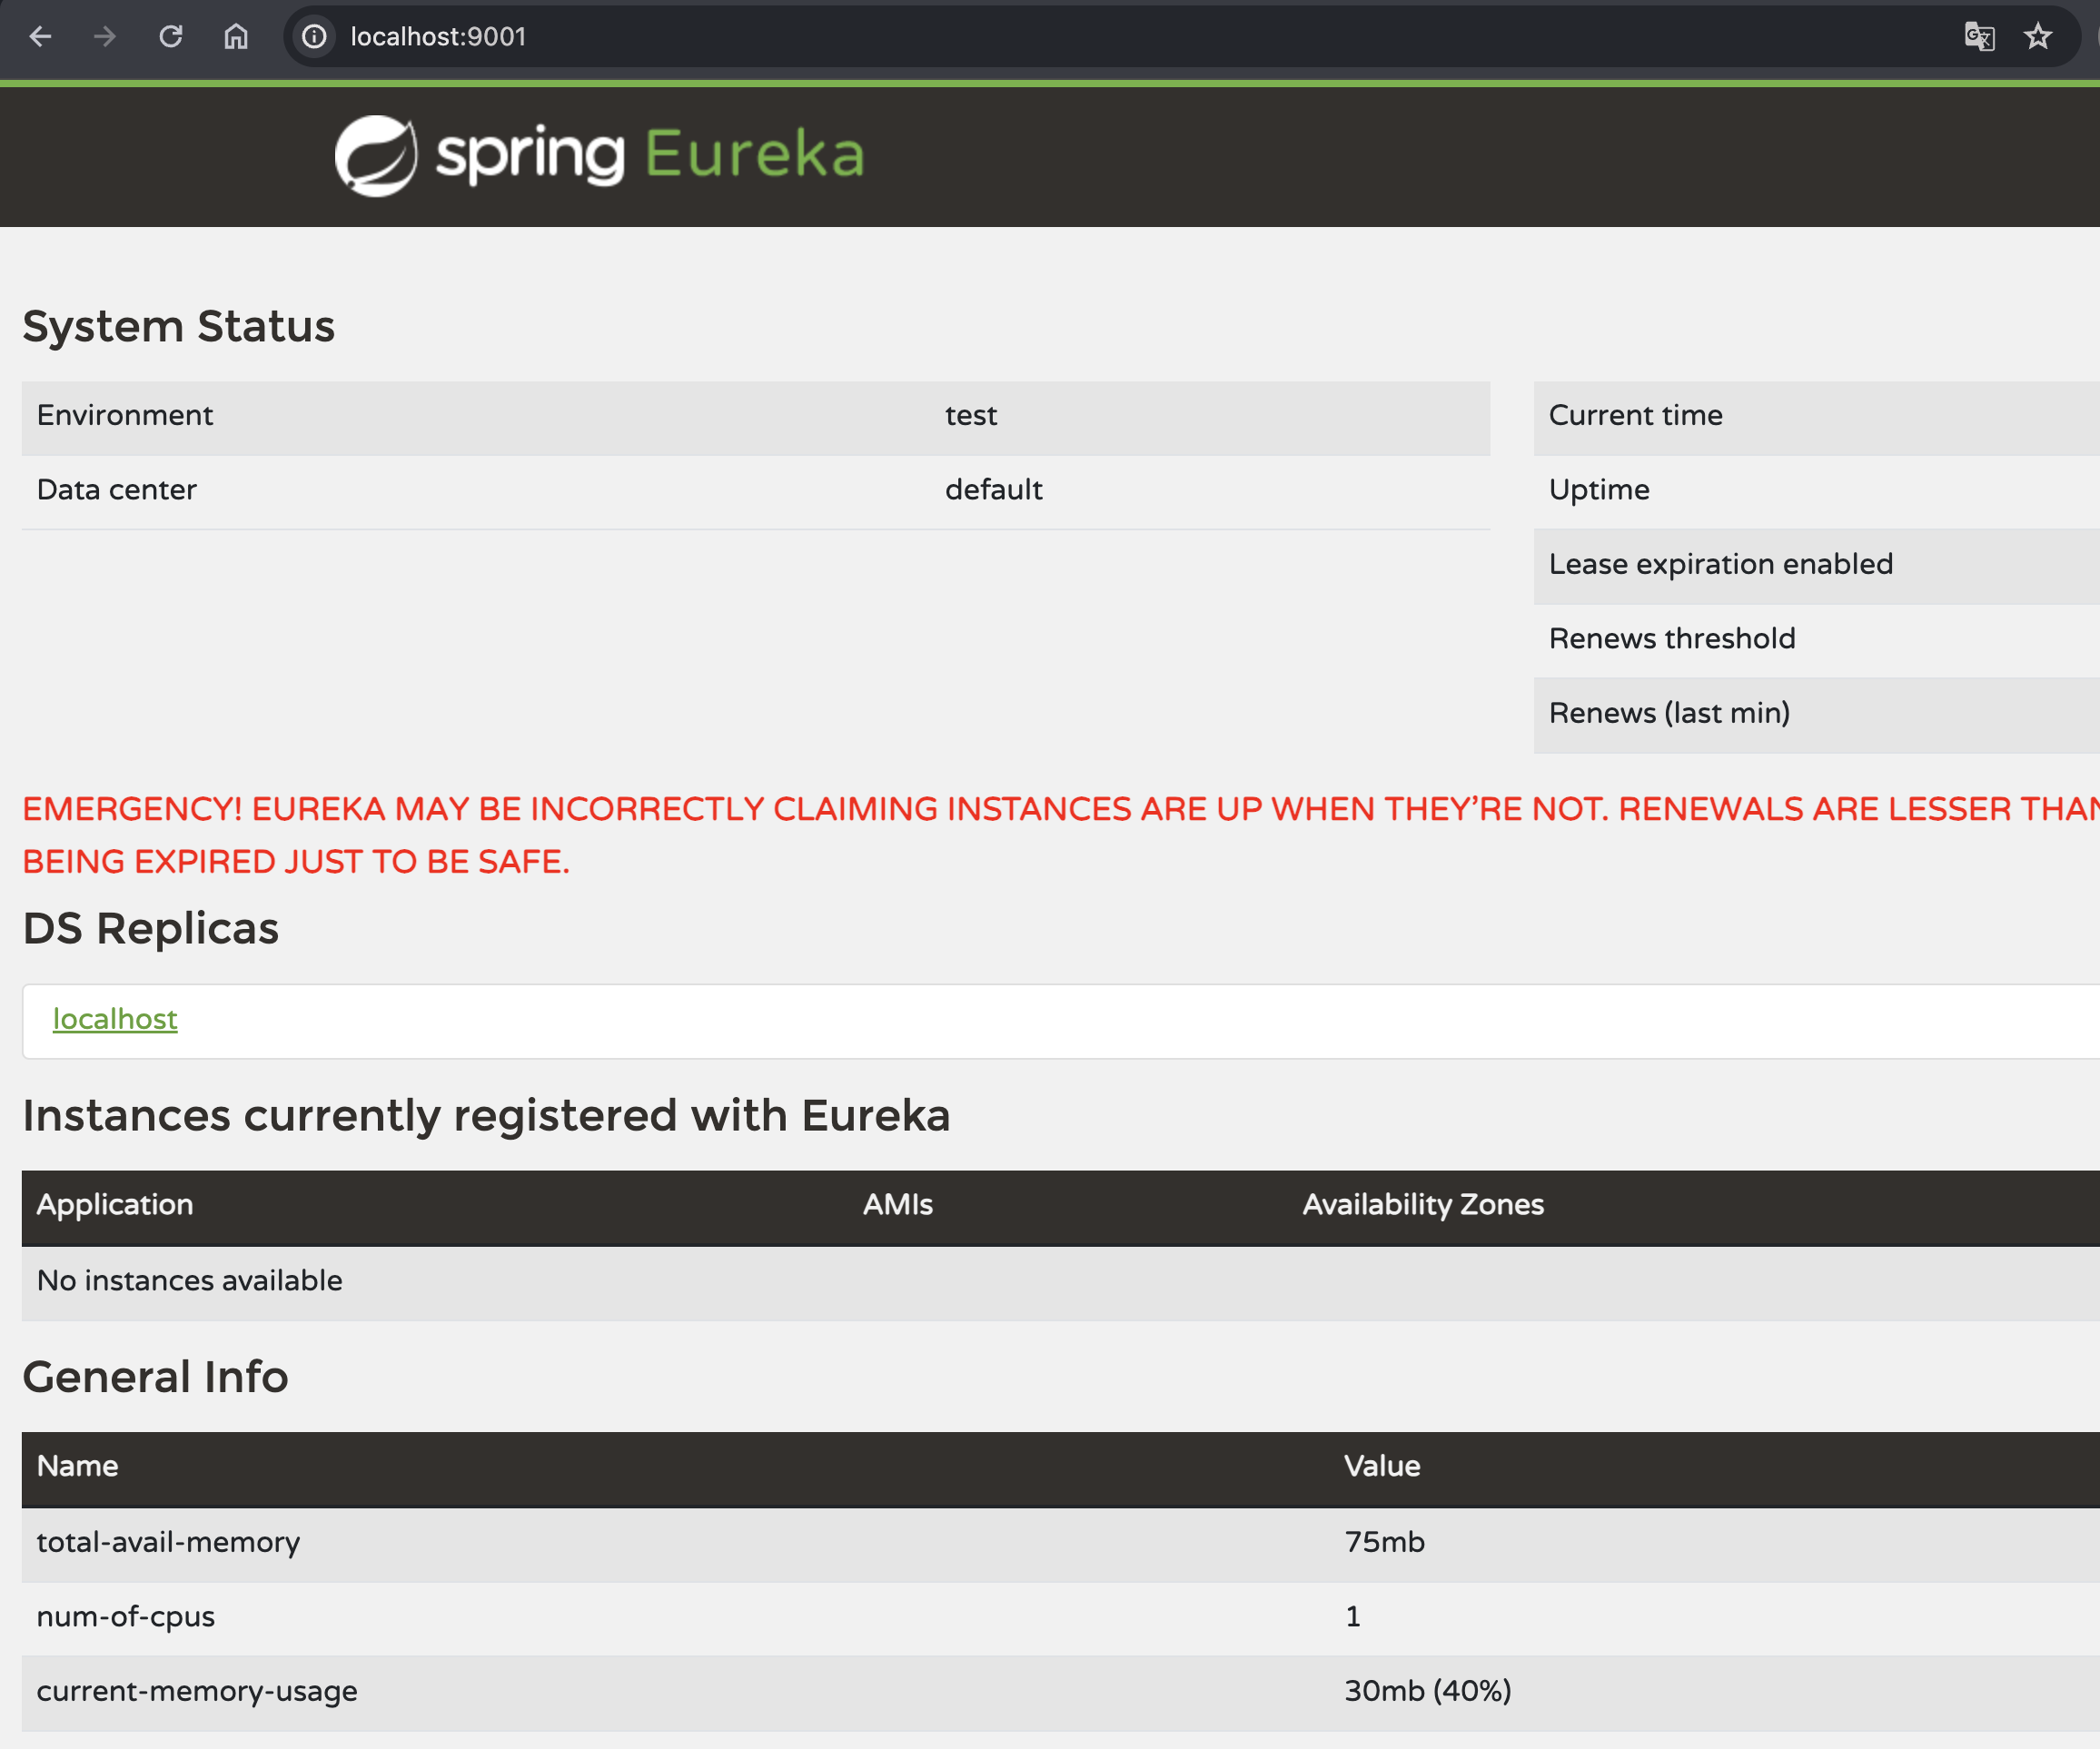 localhost:9001
spring Eureka
System Status
Environment test
Data center default
Current time
Uptime
Lease expiration enabled
Renews threshold
Renews (last min)
EMERGENCY! EUREKA MAY BE INCORRECTLY CLAIMING INSTANCES ARE UP WHEN THEY’RE NOT. RENEWALS ARE LESSER THAN
BEING EXPIRED JUST TO BE SAFE.
DS Replicas
localhost
Instances currently registered with Eureka
Application AMIs Availability Zones
No instances available
General Info
Name Value
total-avail-memory 75mb
num-of-cpus 1
current-memory-usage 30mb (40%)